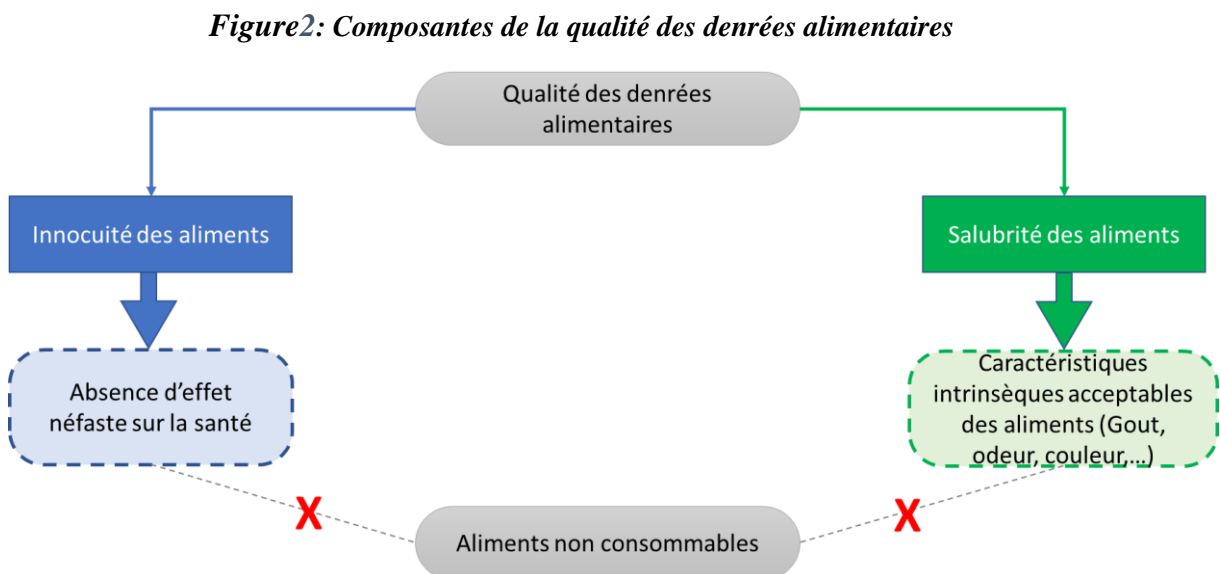 Figure2: Composantes de la qualité des denrées alimentaires
Qualité des denrées
alimentaires
Innocuité des aliments
Salubrité des aliments
Absence d'effet
néfaste sur la santé
Caractéristiques
intrinsèques acceptables
des aliments (Gout,
odeur, couleur,...)
X
X
Aliments non consommables